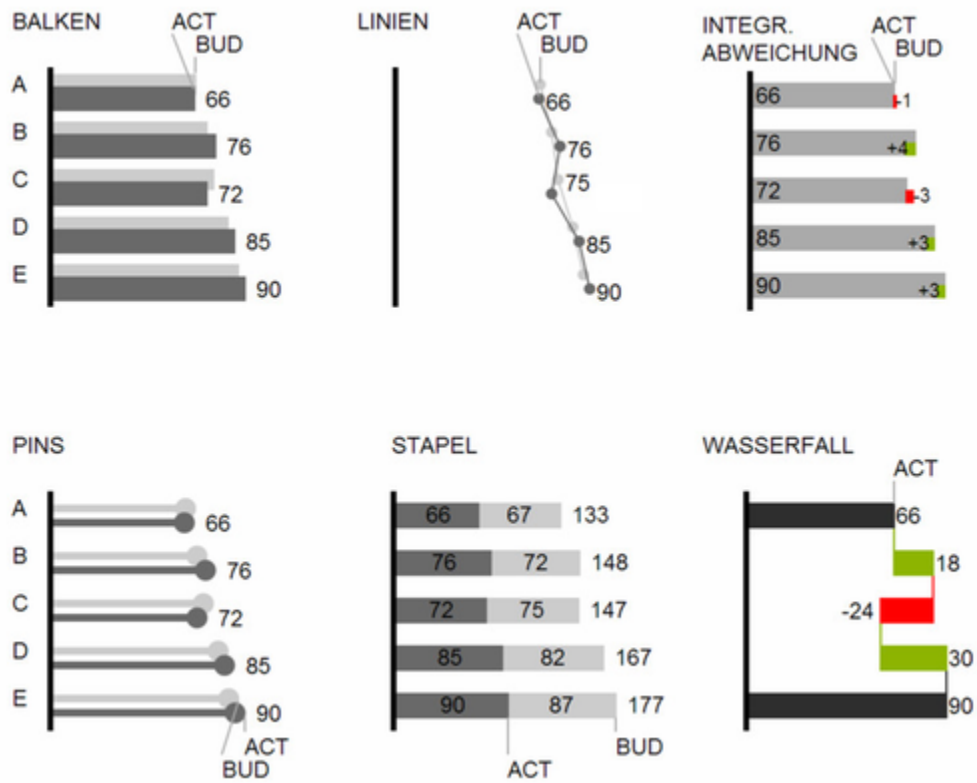 BALKEN
ACT
BUD
A
66
B
76
C
72
D
85
E
90
LINIEN
ACT
BUD
66
76
75
85
90
INTEGR.
ABWEICHUNG
ACT
BUD
66
-1
76
+4
72
-3
85
+3
90
+3
PINS
A
66
B
76
C
72
D
85
E
90
ACT
BUD
STAPEL
66 67 133
76 72 148
72 75 147
85 82 167
90 87 177
BUD
ACT
WASSERFALL
ACT
66
18
-24
30
90